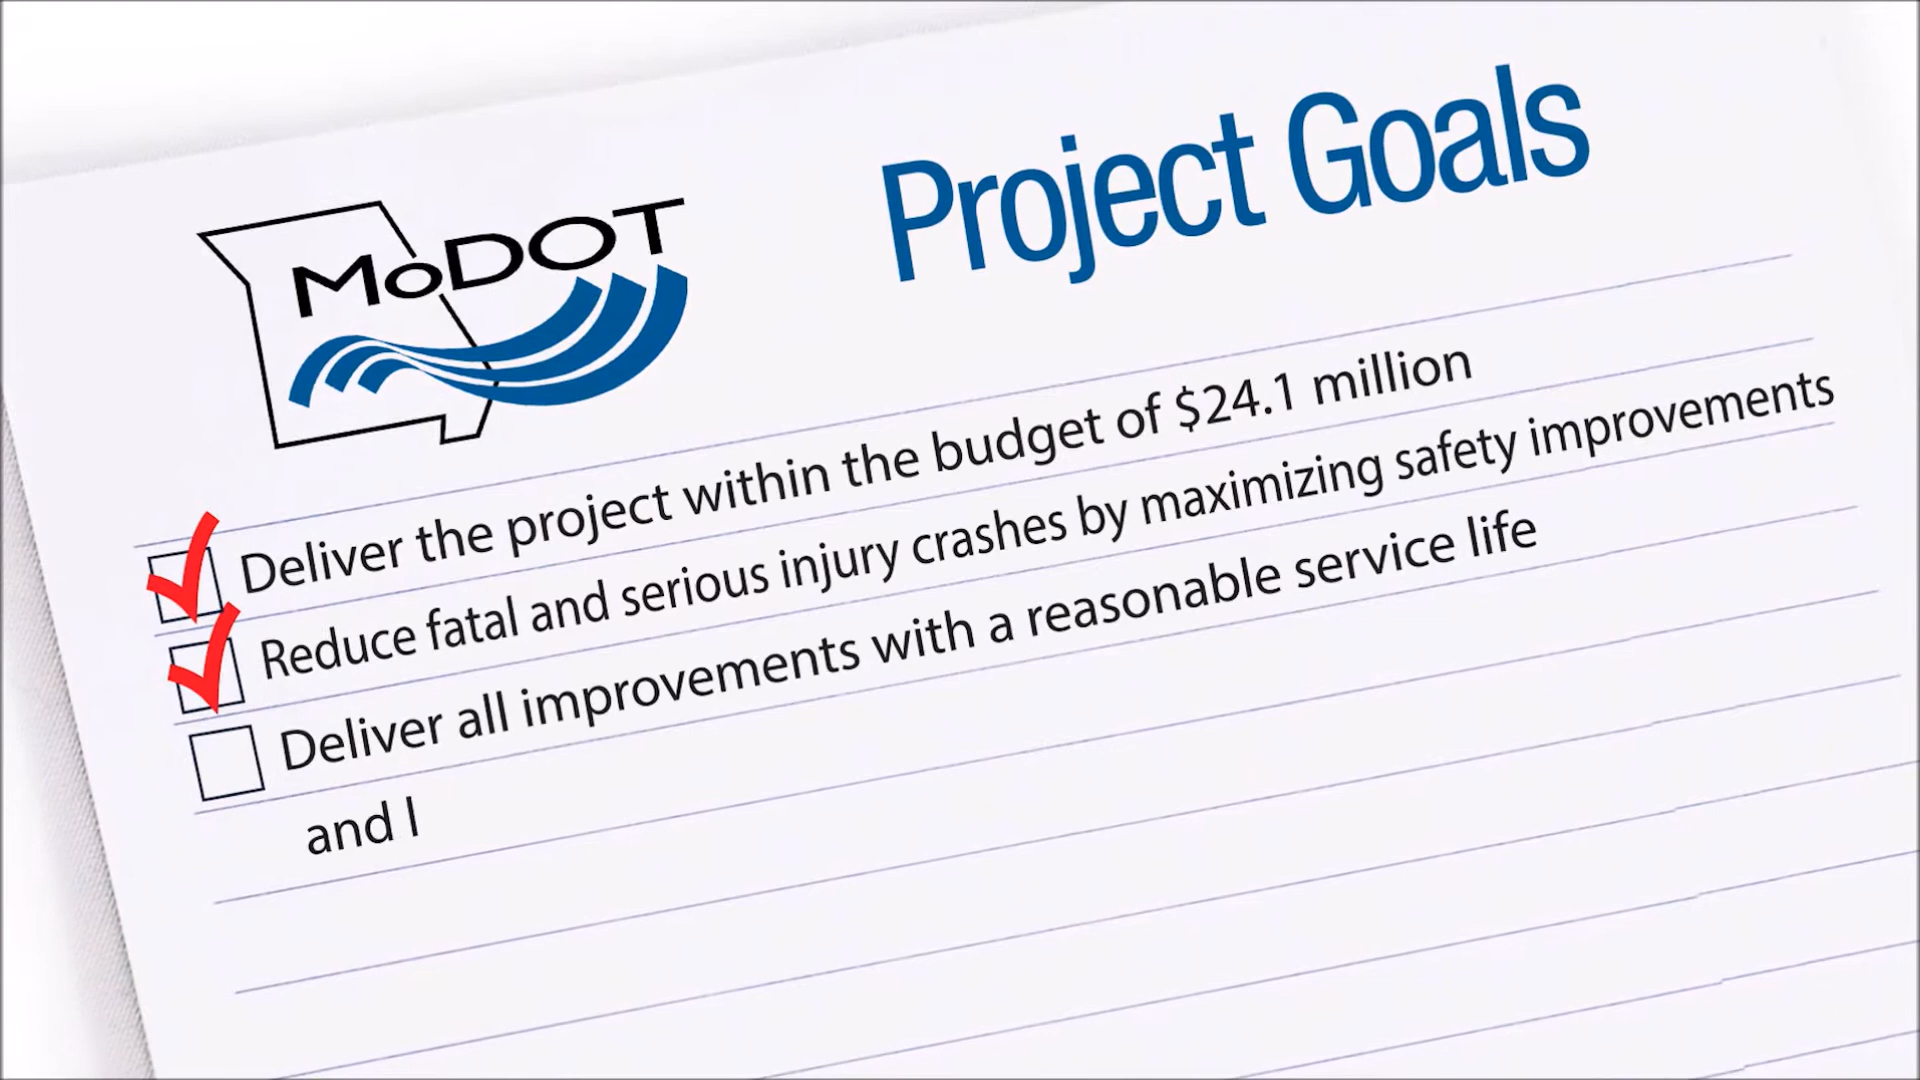 MoDOT
Project Goals
Deliver the project within the budget of $24.1 million
Reduce fatal and serious injury crashes by maximizing safety improvements
Deliver all improvements with a reasonable service life
and l